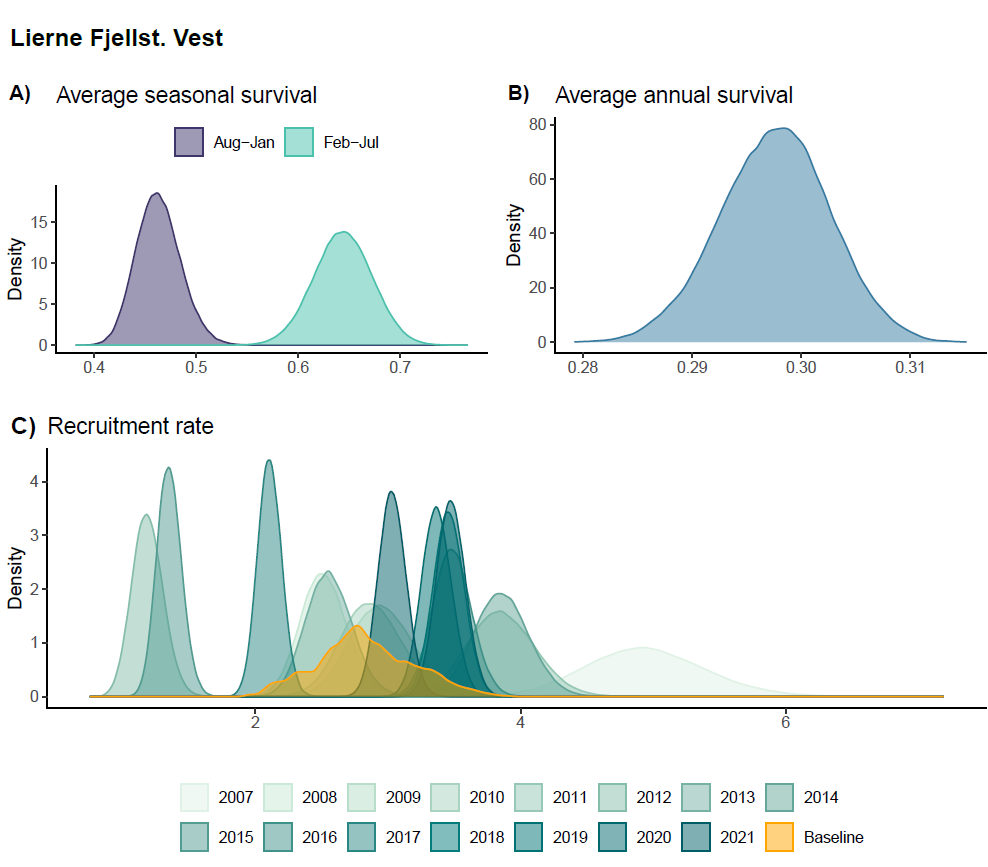 Lierne Fjellst. Vest
A) Average seasonal survival
Aug−Jan Feb−Jul
Density
15
10
5
0
0.4 0.5 0.6 0.7
B) Average annual survival
Density
80
60
40
20
0
0.28 0.29 0.30 0.31
C) Recruitment rate
Density
4
3
2
1
0
2 4 6
2007 2008 2009 2010 2011 2012 2013 2014
2015 2016 2017 2018 2019 2020 2021 Baseline